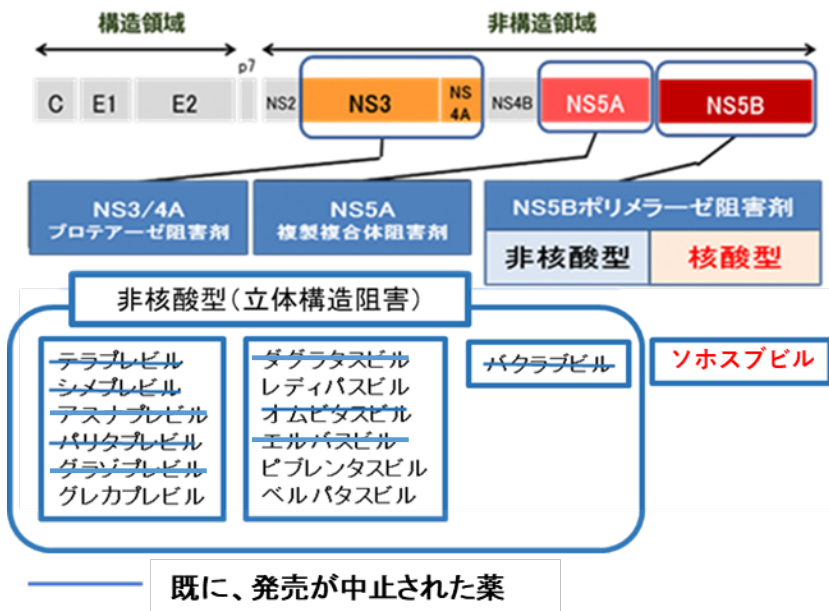 構造領域
非構造領域
C E1 E2 p7 NS2 NS3 NS4A NS4B NS5A NS5B
NS3/4A
プロテアーゼ阻害剤
NS5A
複製複合体阻害剤
NS5Bポリメラーゼ阻害剤
非核酸型
核酸型
非核酸型(立体構造阻害)
テラプレビル
シメプレビル
アスナプレビル
パリタプレビル
グラゾプレビル
グレカプレビル
ダグラタスビル
レディパスビル
オムビタスビル
エルバスビル
ピブレンタスビル
ベルパタスビル
バクラブビル
ソホスブビル
既に、発売が中止された薬